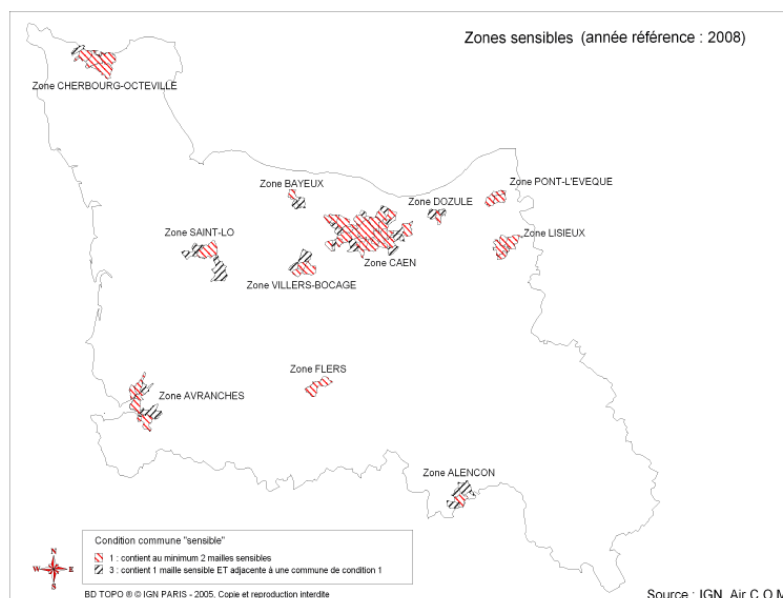 Zones sensibles (année référence : 2008)
Zone CHERBOURG-OCTEVILLE
Zone BAYEUX
Zone PONT-L'EVEQUE
Zone DOZULE
Zone SAINT-LO
Zone LISIEUX
Zone CAEN
Zone VILLERS-BOCAGE
Zone FLERS
Zone AVRANCHES
Zone ALENCON
Condition commune "sensible"
1 : contient au minimum 2 mailles sensibles
3 : contient 1 maille sensible ET adjacente à une commune de condition 1
N
W E
S
BD TOPO ® © IGN PARIS - 2005. Copie et reproduction interdite
Source : IGN, Air C.O.M